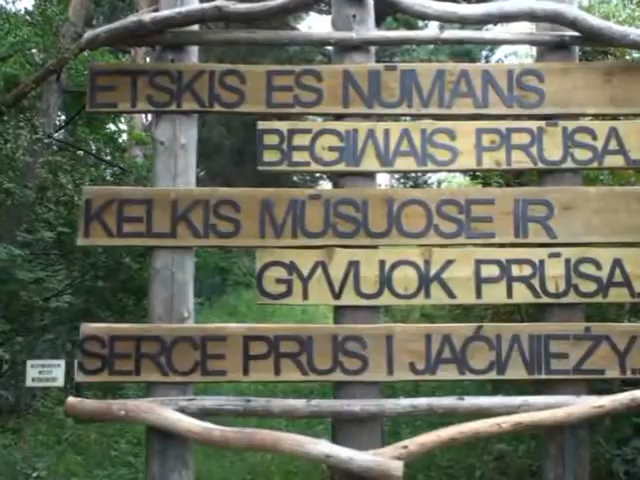 ETSKIS ES NŪMANS
BEGIWAIS PRŪSA.
KELKIS MŪSUOSE IR
GYVUOK PRŪSA.
SERCE PRUS I JAĆWIEŻY.